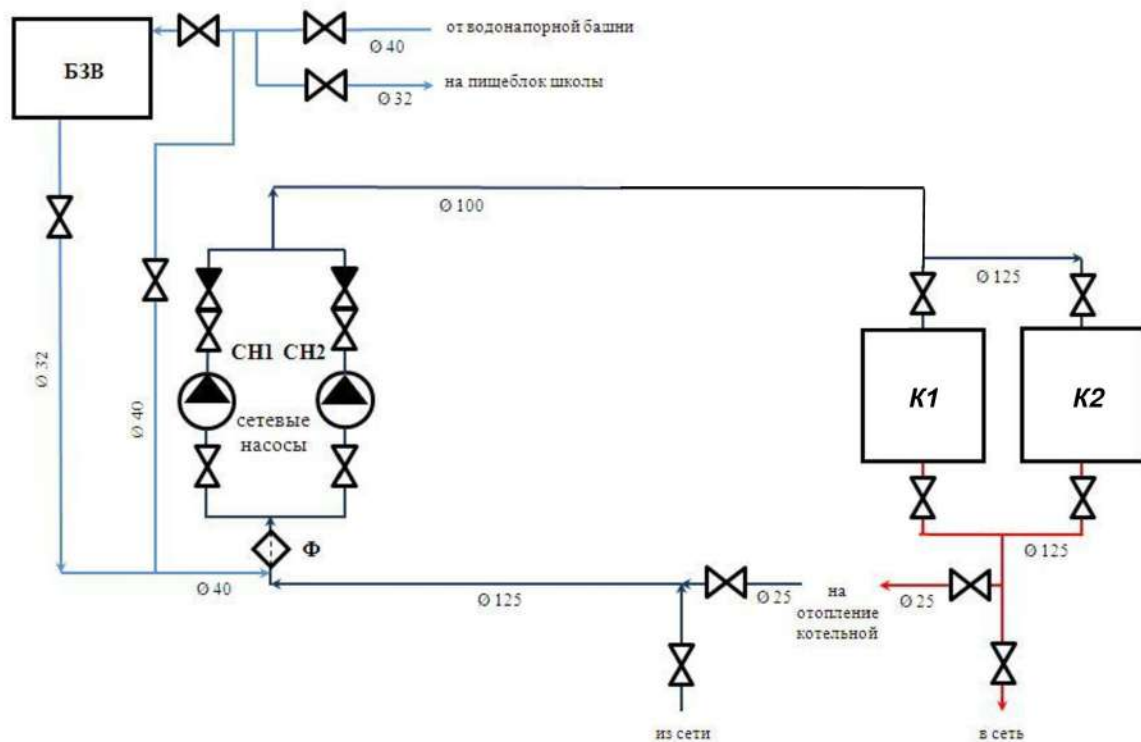 от водонапорной башни
Ø 40
БЗВ
на пищеблок школы
Ø 32
Ø 100
Ø 125
СН1 СН2
Ø 32
Ø 40
сетевые
насосы
К1
К2
Ф
Ø 125
Ø 40
Ø 125
Ø 25
на
отопление
котельной
Ø 25
из сети
в сеть